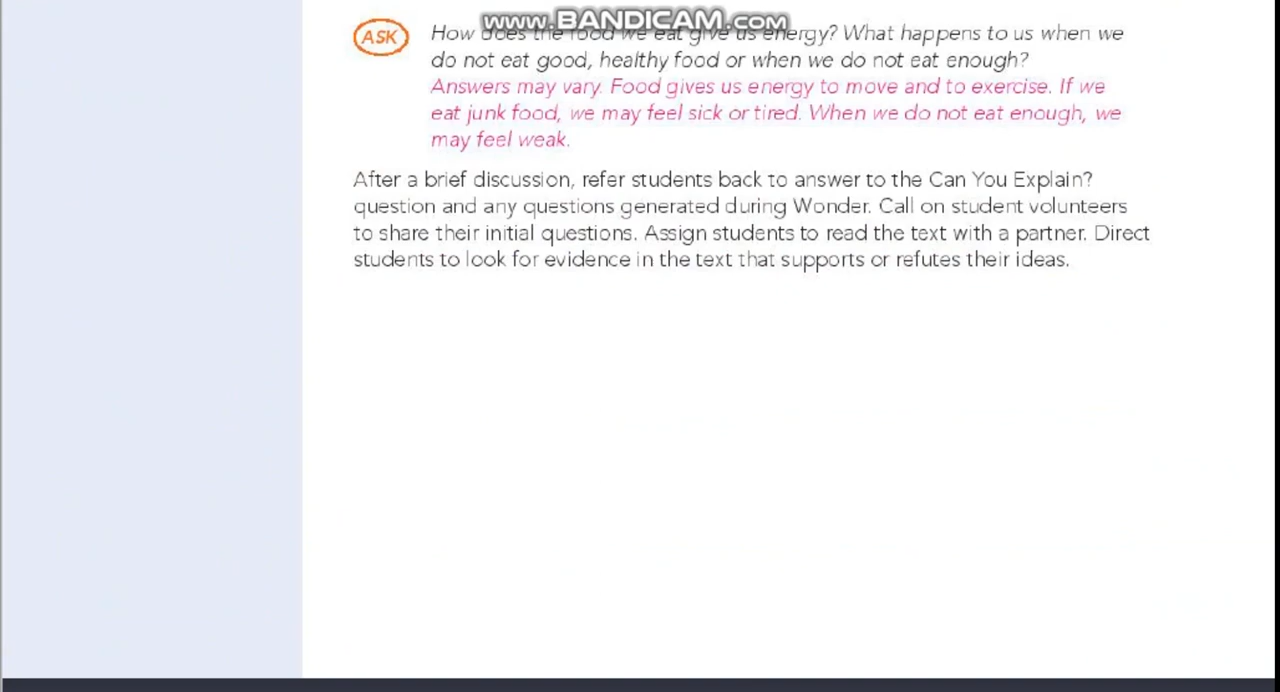 www.BANDICAM.com
ASK
How does the food we eat give us energy? What happens to us when we
do not eat good, healthy food or when we do not eat enough?
Answers may vary. Food gives us energy to move and to exercise. If we
eat junk food, we may feel sick or tired. When we do not eat enough, we
may feel weak.
After a brief discussion, refer students back to answer to the Can You Explain?
question and any questions generated during Wonder. Call on student volunteers
to share their initial questions. Assign students to read the text with a partner. Direct
students to look for evidence in the text that supports or refutes their ideas.